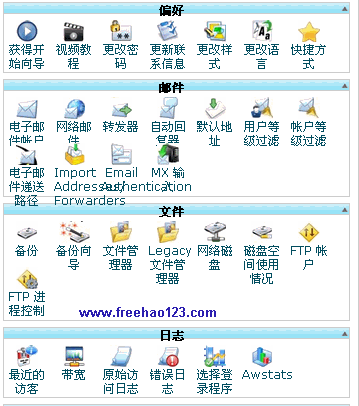 偏好
获得开始向导
视频教程
更改密码
更新联系信息
更改样式
更改语言
快捷方式
邮件
电子邮件帐户
网络邮件
转发器
自动回复器
默认地址
用户等级过滤
帐户等级过滤
电子邮件递送路径
Import Addresses/Forwarders
Email Authentication
MX 输入
文件
备份
备份向导
文件管理器
Legacy 文件管理器
网络磁盘
磁盘空间使用情况
FTP 帐户
FTP 进程控制
www.freehao123.com
日志
最近的访客
带宽
原始访问日志
错误日志
选择登录程序
Awstats